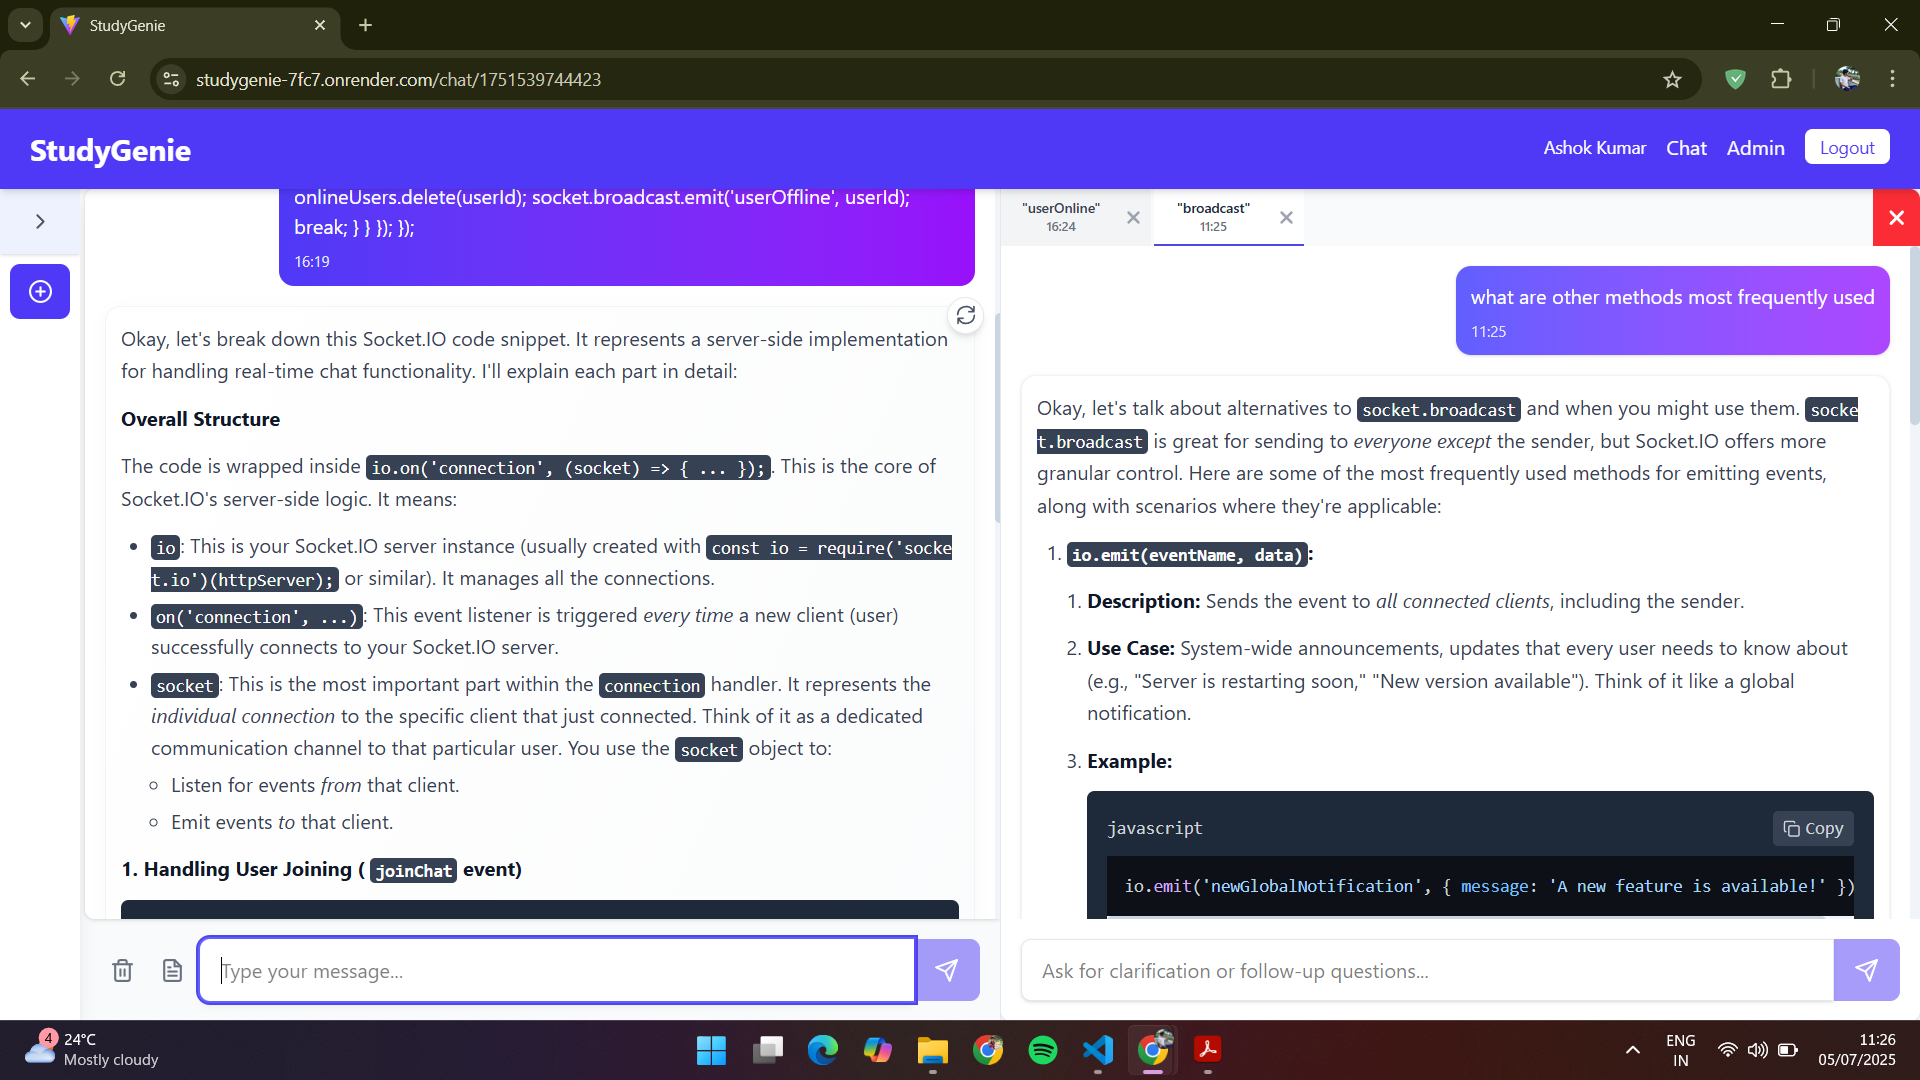 StudyGenie
studygenie-7fc7.onrender.com/chat/1751539744423
StudyGenie
Ashok Kumar
Chat
Admin
Logout
onlineUsers.delete(userId); socket.broadcast.emit('userOffline', userId);
break; } } }); });
16:19
Okay, let's break down this Socket.IO code snippet. It represents a server-side implementation
for handling real-time chat functionality. I'll explain each part in detail:
Overall Structure
The code is wrapped inside io.on('connection', (socket) => { ... });. This is the core of
Socket.IO's server-side logic. It means:
• io: This is your Socket.IO server instance (usually created with const io = require('socke
t.io')(httpServer); or similar). It manages all the connections.
• on('connection', ...): This event listener is triggered every time a new client (user)
successfully connects to your Socket.IO server.
• socket: This is the most important part within the connection handler. It represents the
individual connection to the specific client that just connected. Think of it as a dedicated
communication channel to that particular user. You use the socket object to:
◦ Listen for events from that client.
◦ Emit events to that client.
1. Handling User Joining ( joinChat event)
Type your message...
"userOnline"
16:24
"broadcast"
11:25
what are other methods most frequently used
11:25
Okay, let's talk about alternatives to socket.broadcast and when you might use them. socke
t.broadcast is great for sending to everyone except the sender, but Socket.IO offers more
granular control. Here are some of the most frequently used methods for emitting events,
along with scenarios where they're applicable:
1. io.emit(eventName, data):
1. Description: Sends the event to all connected clients, including the sender.
2. Use Case: System-wide announcements, updates that every user needs to know about
(e.g., "Server is restarting soon," "New version available"). Think of it like a global
notification.
3. Example:
javascript
Copy
io.emit('newGlobalNotification', { message: 'A new feature is available!' })
Ask for clarification or follow-up questions...
4
24°C
Mostly cloudy
ENG
IN
11:26
05/07/2025